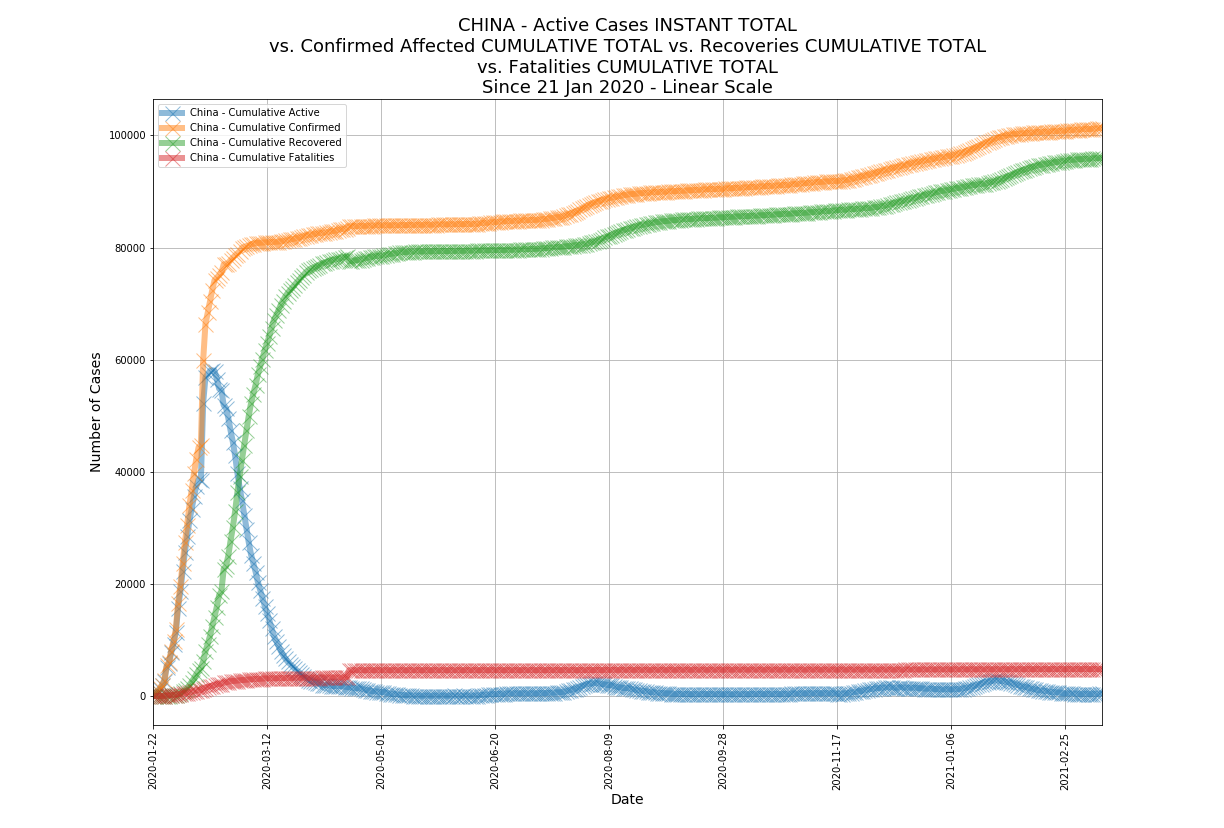 CHINA - Active Cases INSTANT TOTAL
vs. Confirmed Affected CUMULATIVE TOTAL vs. Recoveries CUMULATIVE TOTAL
vs. Fatalities CUMULATIVE TOTAL
Since 21 Jan 2020 - Linear Scale
China - Cumulative Active
China - Cumulative Confirmed
China - Cumulative Recovered
China - Cumulative Fatalities
100000
80000
60000
40000
20000
0
Number of Cases
2020-01-22
2020-03-12
2020-05-01
2020-06-20
2020-08-09
2020-09-28
2020-11-17
2021-01-06
2021-02-25
Date